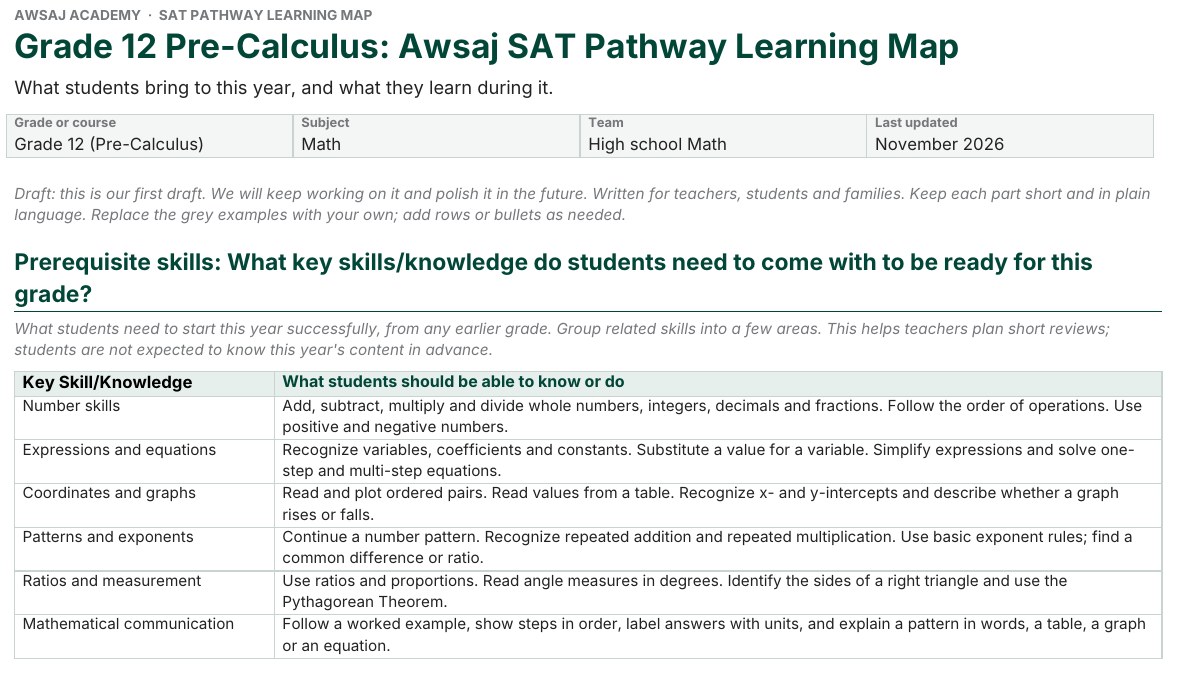 AWSAJ ACADEMY · SAT PATHWAY LEARNING MAP
Grade 12 Pre-Calculus: Awsaj SAT Pathway Learning Map
What students bring to this year, and what they learn during it.
Grade or course
Grade 12 (Pre-Calculus)
Subject
Math
Team
High school Math
Last updated
November 2026
Draft: this is our first draft. We will keep working on it and polish it in the future. Written for teachers, students and families. Keep each part short and in plain
language. Replace the grey examples with your own; add rows or bullets as needed.
Prerequisite skills: What key skills/knowledge do students need to come with to be ready for this
grade?
What students need to start this year successfully, from any earlier grade. Group related skills into a few areas. This helps teachers plan short reviews;
students are not expected to know this year's content in advance.
Key Skill/Knowledge
What students should be able to know or do
Number skills
Add, subtract, multiply and divide whole numbers, integers, decimals and fractions. Follow the order of operations. Use
positive and negative numbers.
Expressions and equations
Recognize variables, coefficients and constants. Substitute a value for a variable. Simplify expressions and solve one-
step and multi-step equations.
Coordinates and graphs
Read and plot ordered pairs. Read values from a table. Recognize x- and y-intercepts and describe whether a graph
rises or falls.
Patterns and exponents
Continue a number pattern. Recognize repeated addition and repeated multiplication. Use basic exponent rules; find a
common difference or ratio.
Ratios and measurement
Use ratios and proportions. Read angle measures in degrees. Identify the sides of a right triangle and use the
Pythagorean Theorem.
Mathematical communication
Follow a worked example, show steps in order, label answers with units, and explain a pattern in words, a table, a graph
or an equation.